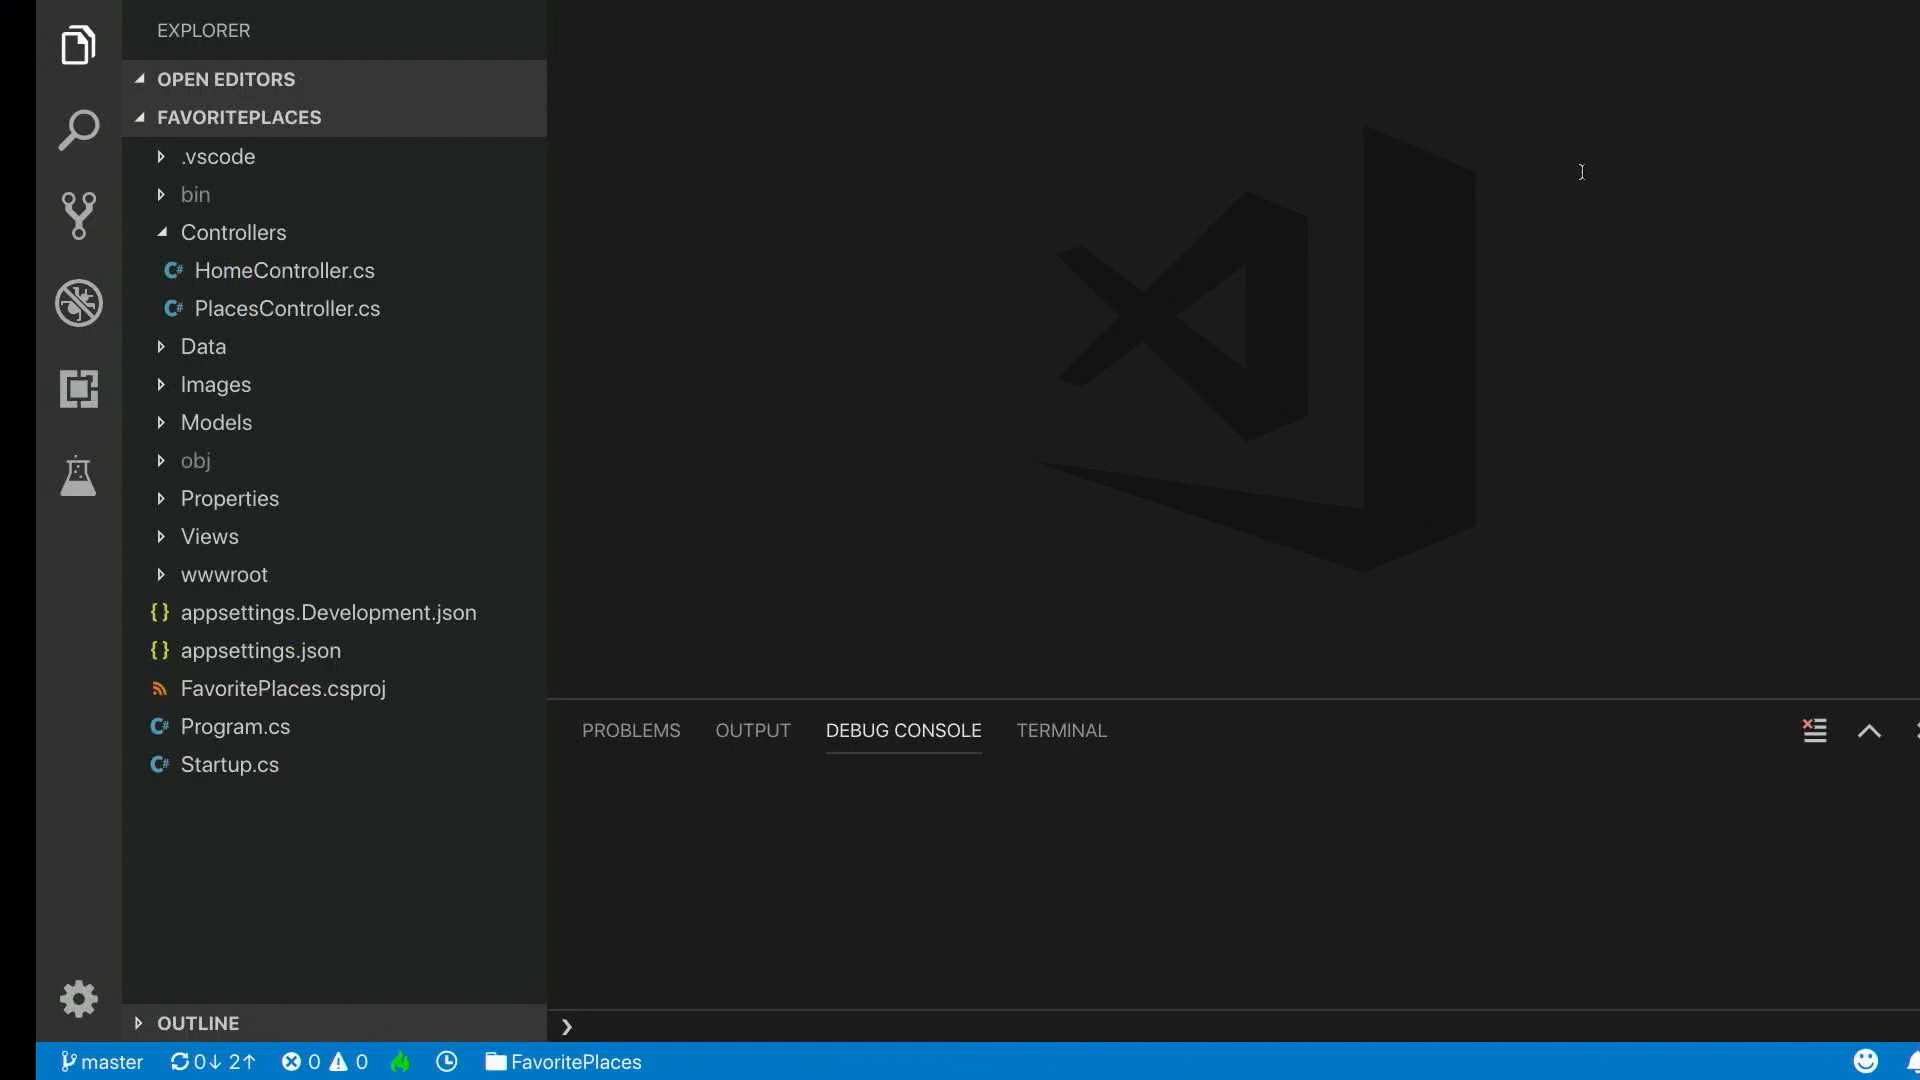 EXPLORER
OPEN EDITORS
FAVORITEPLACES
.vscode
bin
Controllers
C# HomeController.cs
C# PlacesController.cs
Data
Images
Models
obj
Properties
Views
wwwroot
{} appsettings.Development.json
{} appsettings.json
FavoritePlaces.csproj
C# Program.cs
C# Startup.cs
OUTLINE
PROBLEMS OUTPUT DEBUG CONSOLE TERMINAL
master 0↓ 2↑ 0 0 FavoritePlaces